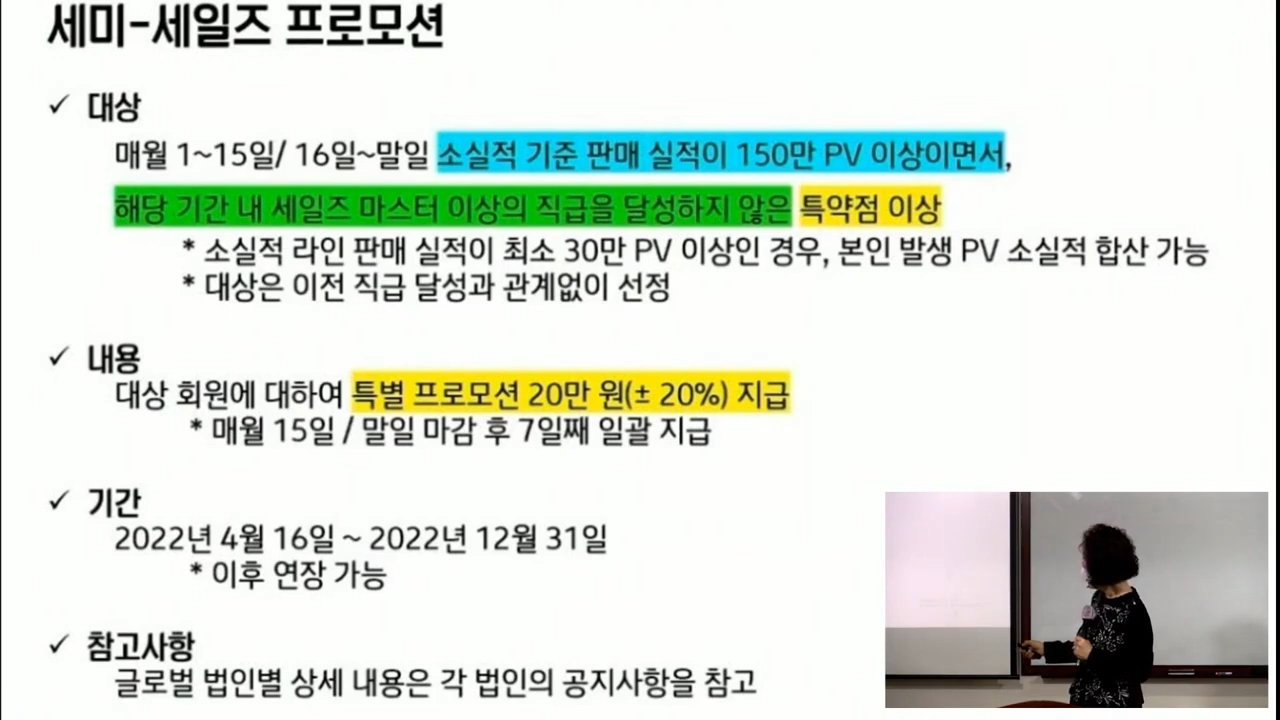 세미-세일즈 프로모션
✓ 대상
매월 1~15일/ 16일~말일 소실적 기준 판매 실적이 150만 PV 이상이면서,
해당 기간 내 세일즈 마스터 이상의 직급을 달성하지 않은 특약점 이상
* 소실적 라인 판매 실적이 최소 30만 PV 이상인 경우, 본인 발생 PV 소실적 합산 가능
* 대상은 이전 직급 달성과 관계없이 선정
✓ 내용
대상 회원에 대하여 특별 프로모션 20만 원(± 20%) 지급
* 매월 15일 / 말일 마감 후 7일째 일괄 지급
✓ 기간
2022년 4월 16일 ~ 2022년 12월 31일
* 이후 연장 가능
✓ 참고사항
글로벌 법인별 상세 내용은 각 법인의 공지사항을 참고